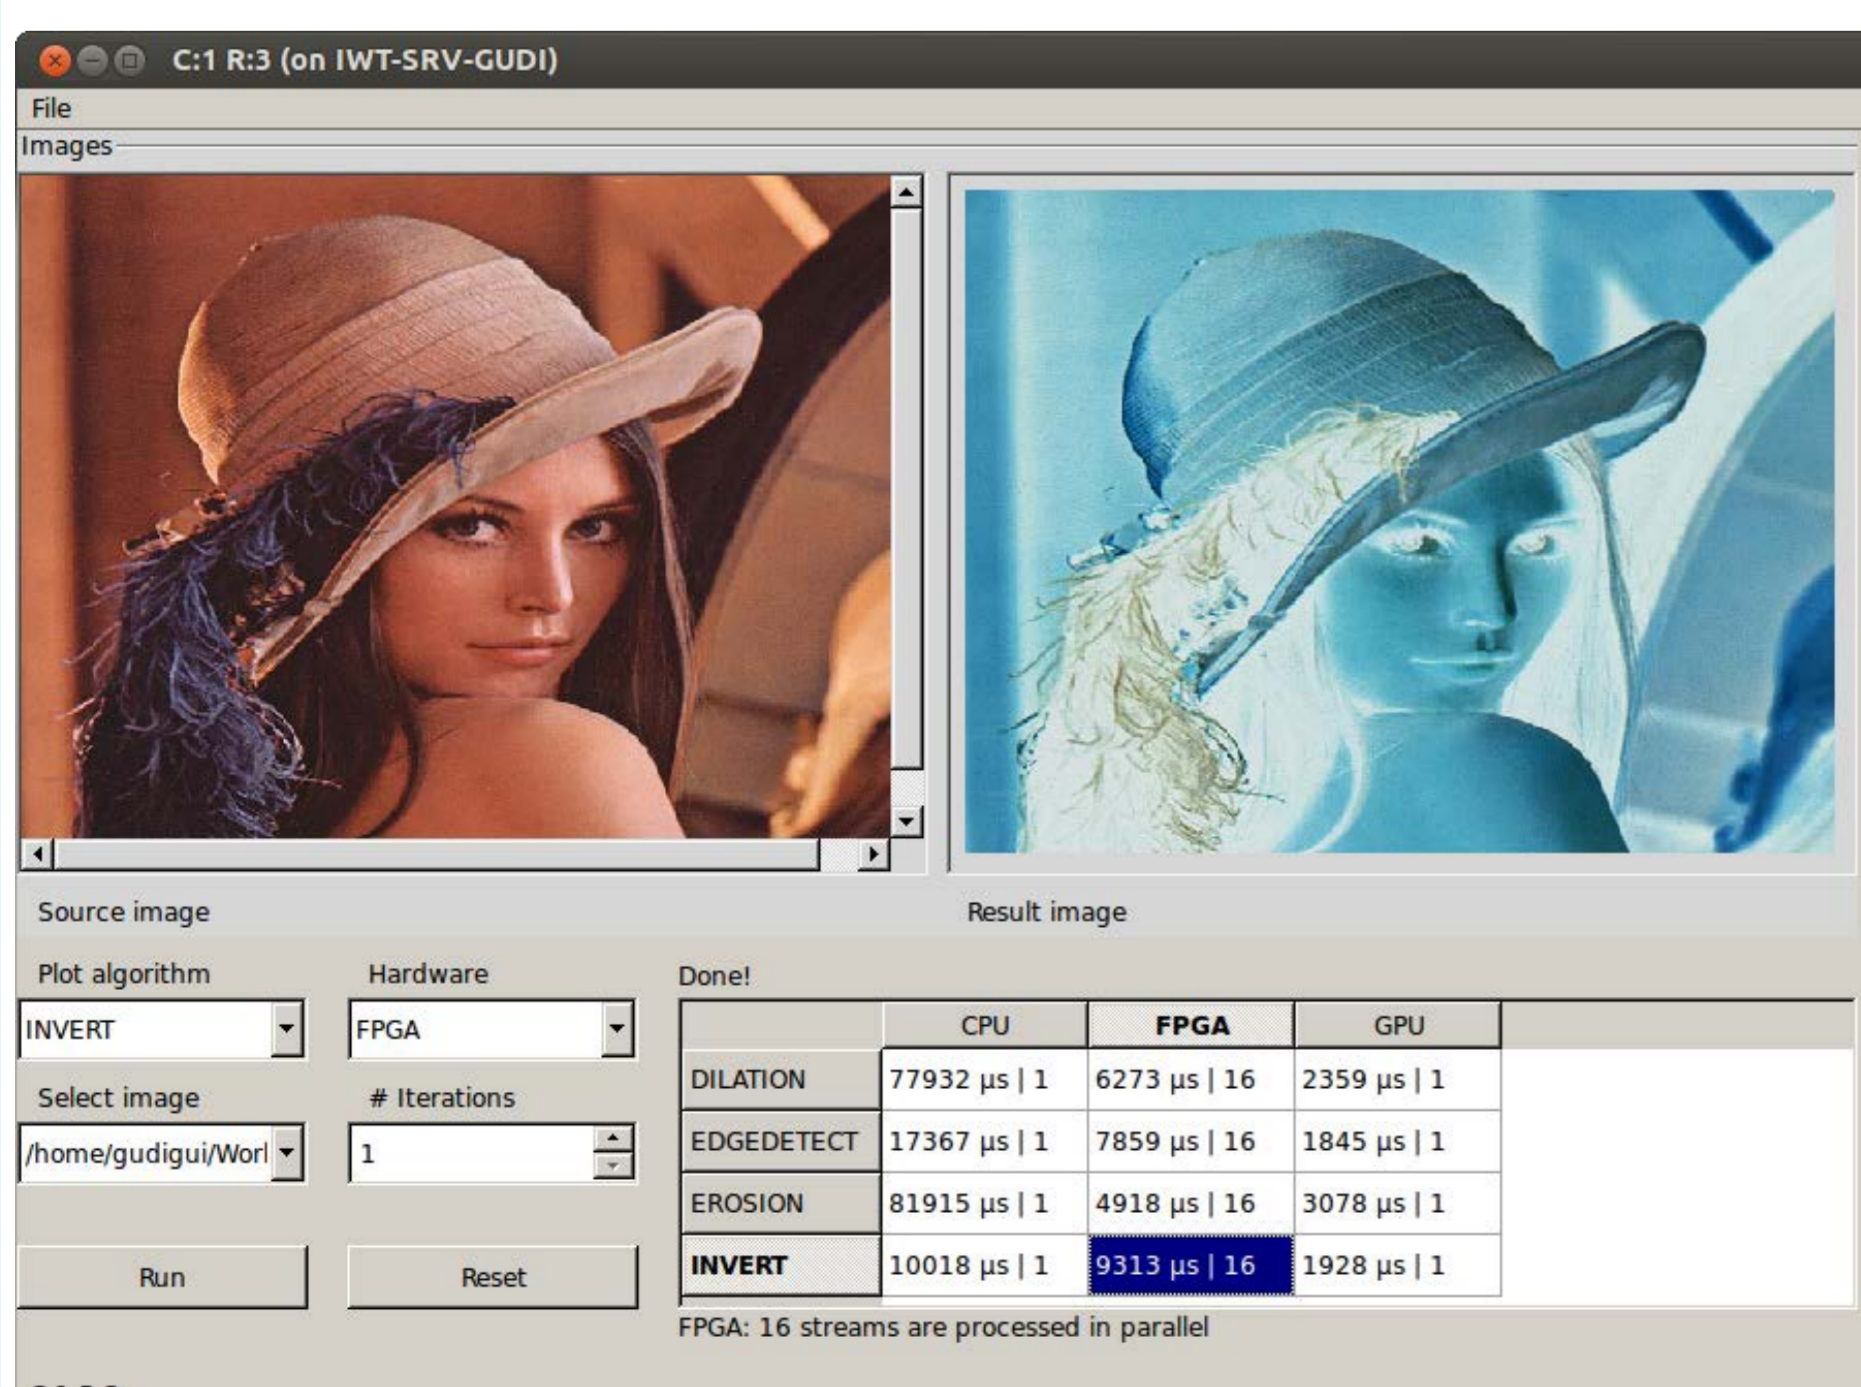 C:1 R:3 (on IWT-SRV-GUDI)
File
Images
Source image
Result image
Plot algorithm
Hardware
INVERT
FPGA
Select image
# Iterations
/home/gudigui/Worl
1
Run
Reset
Done!
CPU FPGA GPU
DILATION 77932 µs | 1 6273 µs | 16 2359 µs | 1
EDGEDETECT 17367 µs | 1 7859 µs | 16 1845 µs | 1
EROSION 81915 µs | 1 4918 µs | 16 3078 µs | 1
INVERT 10018 µs | 1 9313 µs | 16 1928 µs | 1
FPGA: 16 streams are processed in parallel